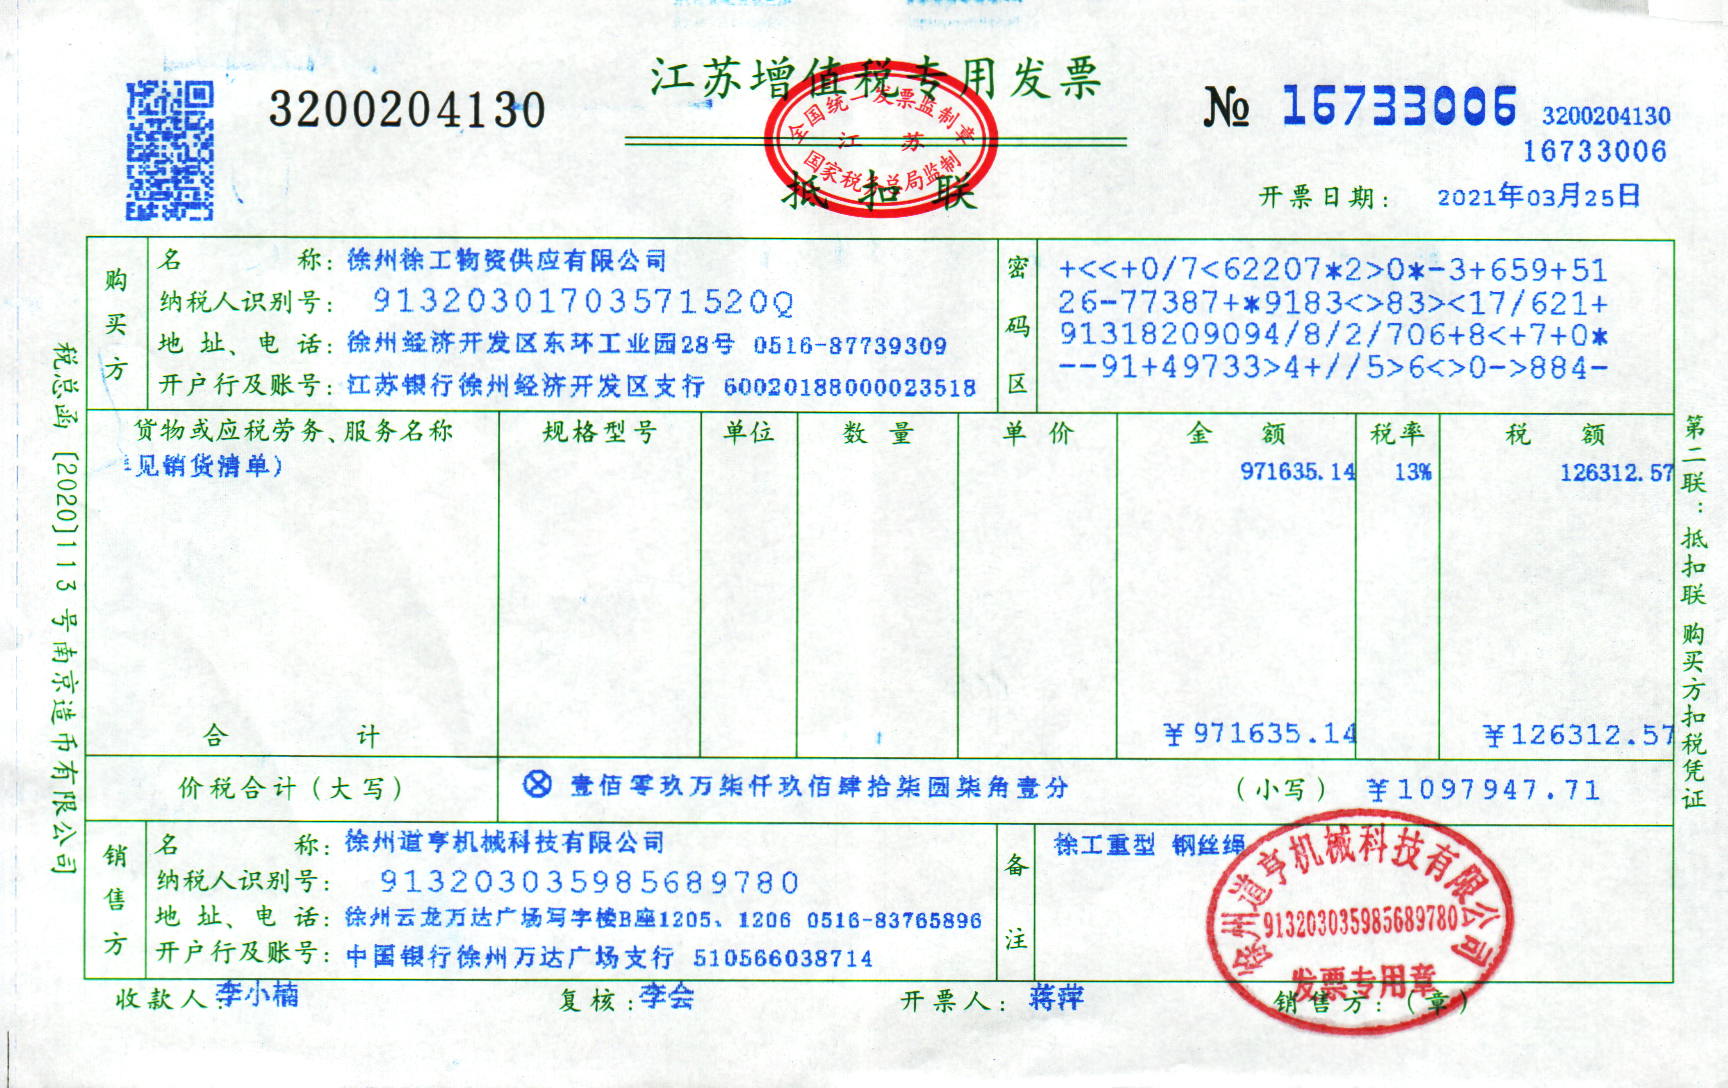 江苏增值税专用发票
3200204130
№ 16733006 3200204130
16733006
全国统一发票监制章
江苏
国家税务总局监制
抵扣联
开票日期： 2021年03月25日
购买方
名称：徐州徐工物资供应有限公司
纳税人识别号：91320301703571520Q
地址、电话：徐州经济开发区东环工业园28号 0516-87739309
开户行及账号：江苏银行徐州经济开发区支行 60020188000023518
密码区
+<<+0/7<62207*2>0*-3+659+51
26-77387+*9183<>83><17/621+
91318209094/8/2/706+8<+7+0*
--91+49733>4+//5>6<>0->884-
货物或应税劳务、服务名称 规格型号 单位 数量 单价 金额 税率 税额
见销货清单) 971635.14 13% 126312.57
合计 ¥971635.14 ¥126312.57
价税合计（大写） ⊗ 壹佰零玖万柒仟玖佰肆拾柒圆柒角壹分 （小写） ¥1097947.71
销售方
名称：徐州道亨机械科技有限公司
纳税人识别号：913203035985689780
地址、电话：徐州云龙万达广场写字楼B座1205、1206 0516-83765896
开户行及账号：中国银行徐州万达广场支行 510566038714
备注
徐工重型 钢丝绳
徐州道亨机械科技有限公司
913203035985689780
发票专用章
收款人：李小楠 复核：李会 开票人：蒋萍 销售方：（章）
税总函〔2020〕113号南京造币有限公司
第二联：抵扣联 购买方扣税凭证